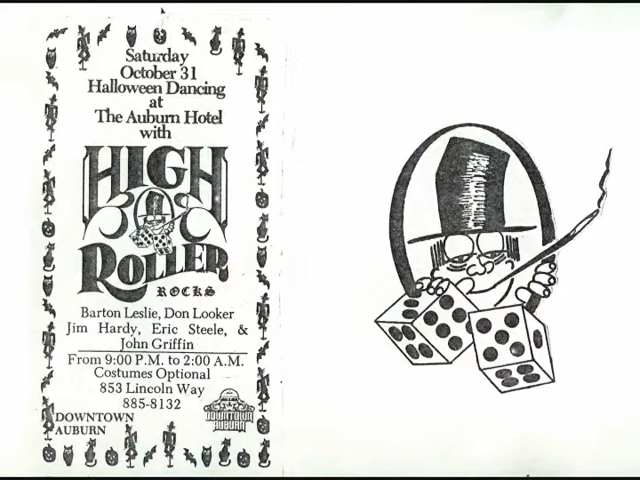 Saturday
October 31
Halloween Dancing
at
The Auburn Hotel
with
HIGH
ROLLER
ROCKS
Barton Leslie, Don Looker
Jim Hardy, Eric Steele, &
John Griffin
From 9:00 P.M. to 2:00 A.M.
Costumes Optional
853 Lincoln Way
885-8132
DOWNTOWN
AUBURN
DOWNTOWN
AUBURN